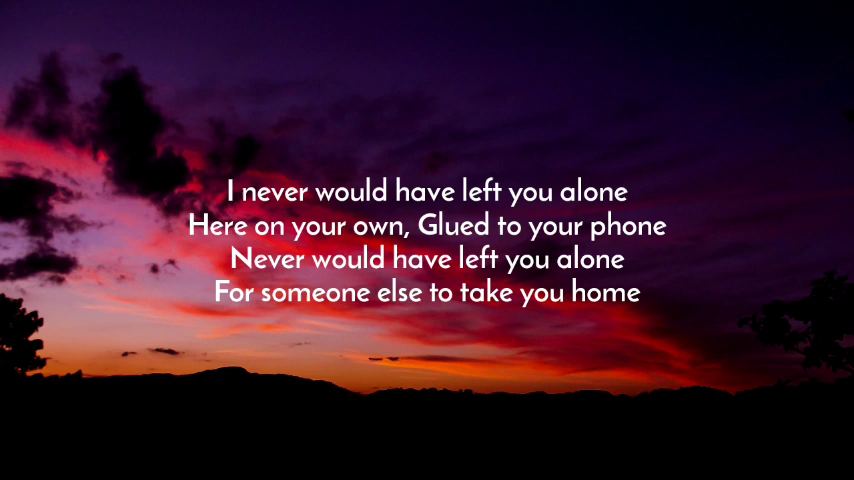 I never would have left you alone
Here on your own, Glued to your phone
Never would have left you alone
For someone else to take you home